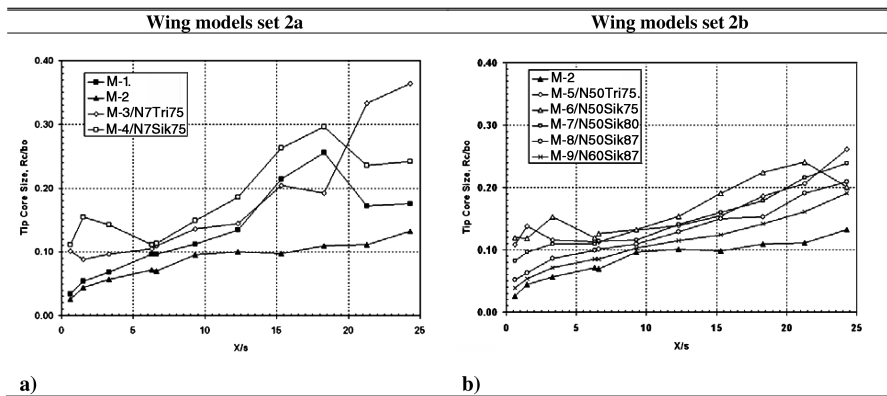 Wing models set 2a
Wing models set 2b
0.40
0.30
0.20
0.10
0.00
Tip Core Size, Rc/bo
M-1.
M-2
M-3/N7Tri75
M-4/N7Sik75
0 5 10 15 20 25
X/s
a)
0.40
0.30
0.20
0.10
0.00
Tip Core Size, Rc/bo
M-2
M-5/N50Tri75.
M-6/N50Sik75
M-7/N50Sik80
M-8/N50Sik87
M-9/N60Sik87
0 5 10 15 20 25
X/s
b)